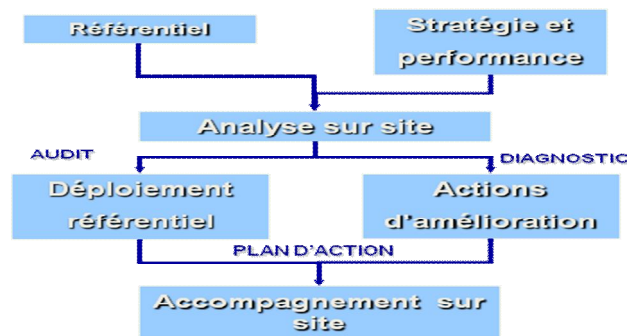 Référentiel
Stratégie et
performance
Analyse sur site
AUDIT
DIAGNOSTIC
Déploiement
référentiel
Actions
d'amélioration
PLAN D'ACTION
Accompagnement sur
site